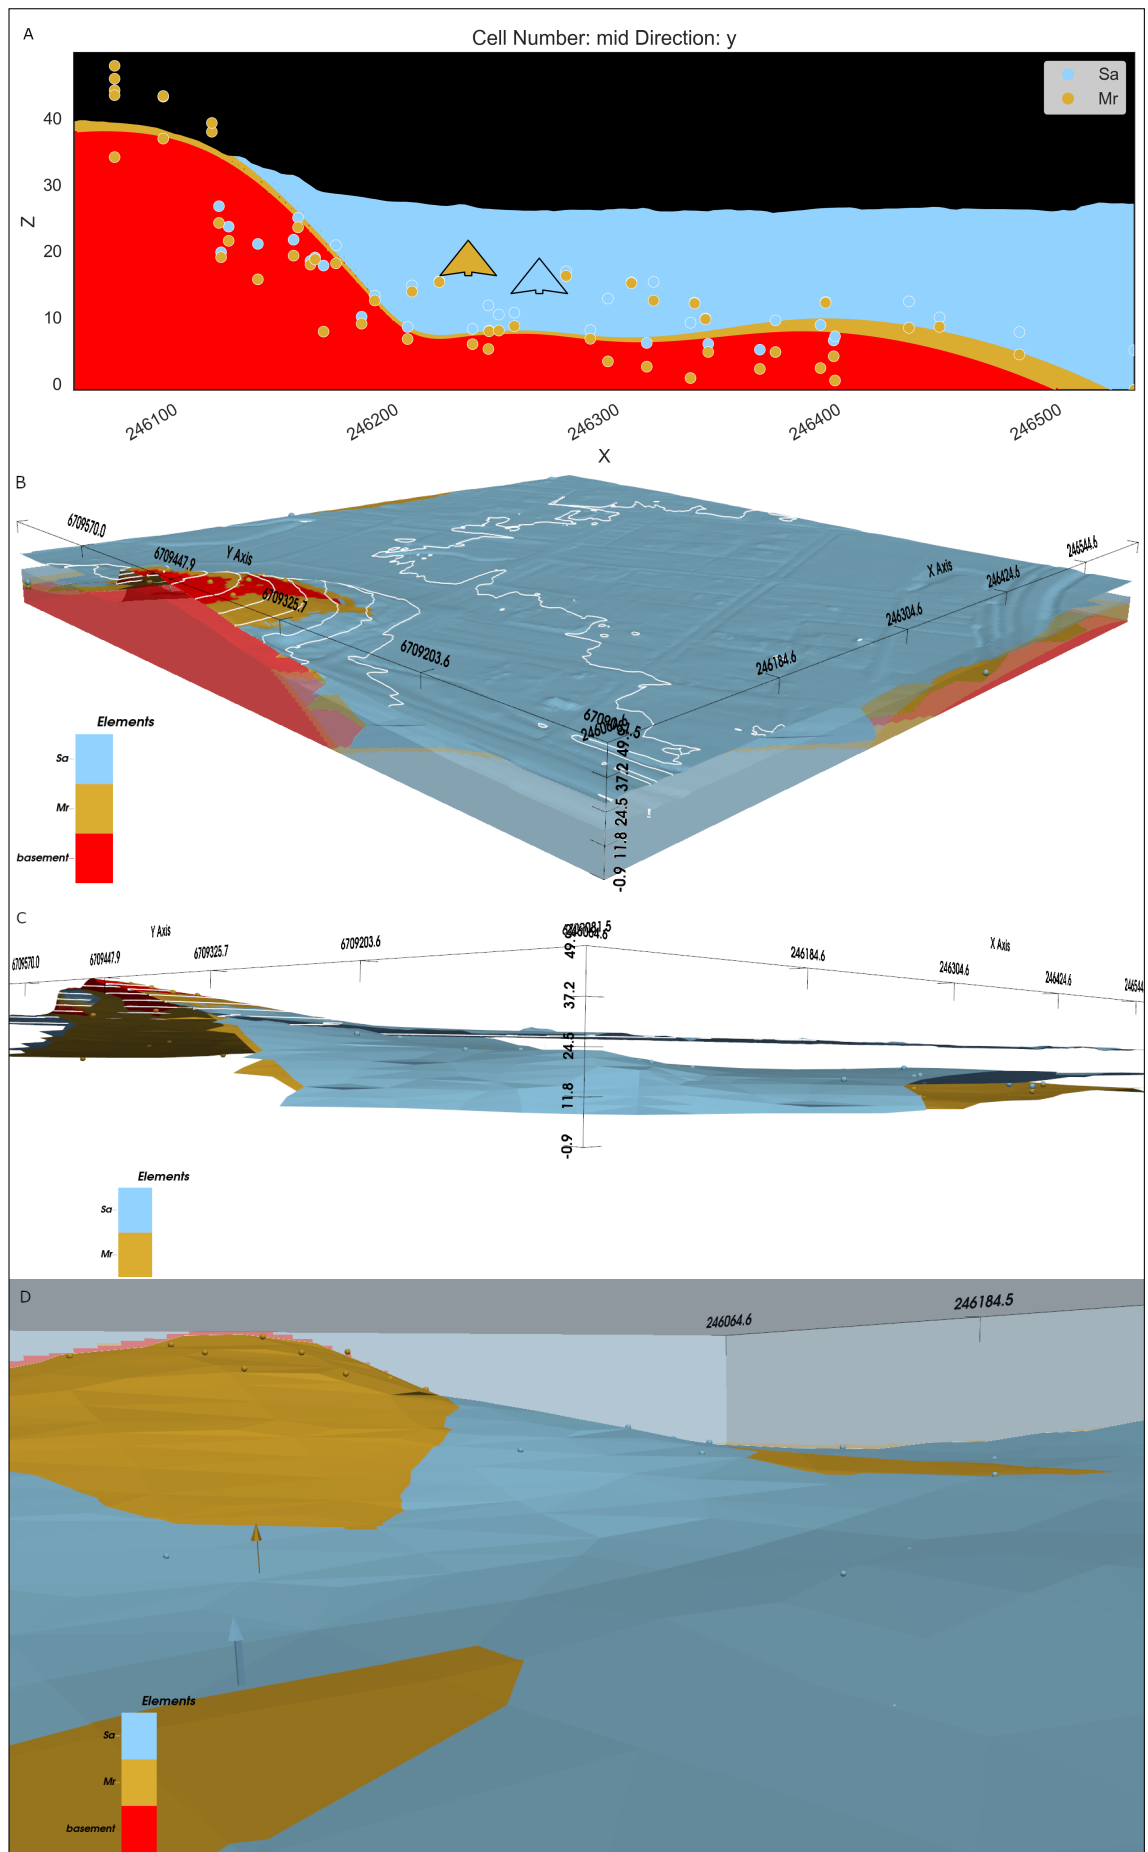 A
Cell Number: mid Direction: y
Sa
Mr
40
30
20
10
0
Z
246100
246200
246300
246400
246500
X
B
6709570.0
6709447.9
Y Axis
6709325.7
6709203.6
X Axis
246544.6
246424.6
246304.6
246184.6
37.2
24.5
11.8
-0.9
Elements
Sa
Mr
basement
C
Y Axis
6709570.0
6709447.9
6709325.7
6709203.6
246184.6
X Axis
246304.6
246424.6
246544
37.2
24.5
11.8
-0.9
Elements
Sa
Mr
D
246064.6
246184.5
Elements
Sa
Mr
basement